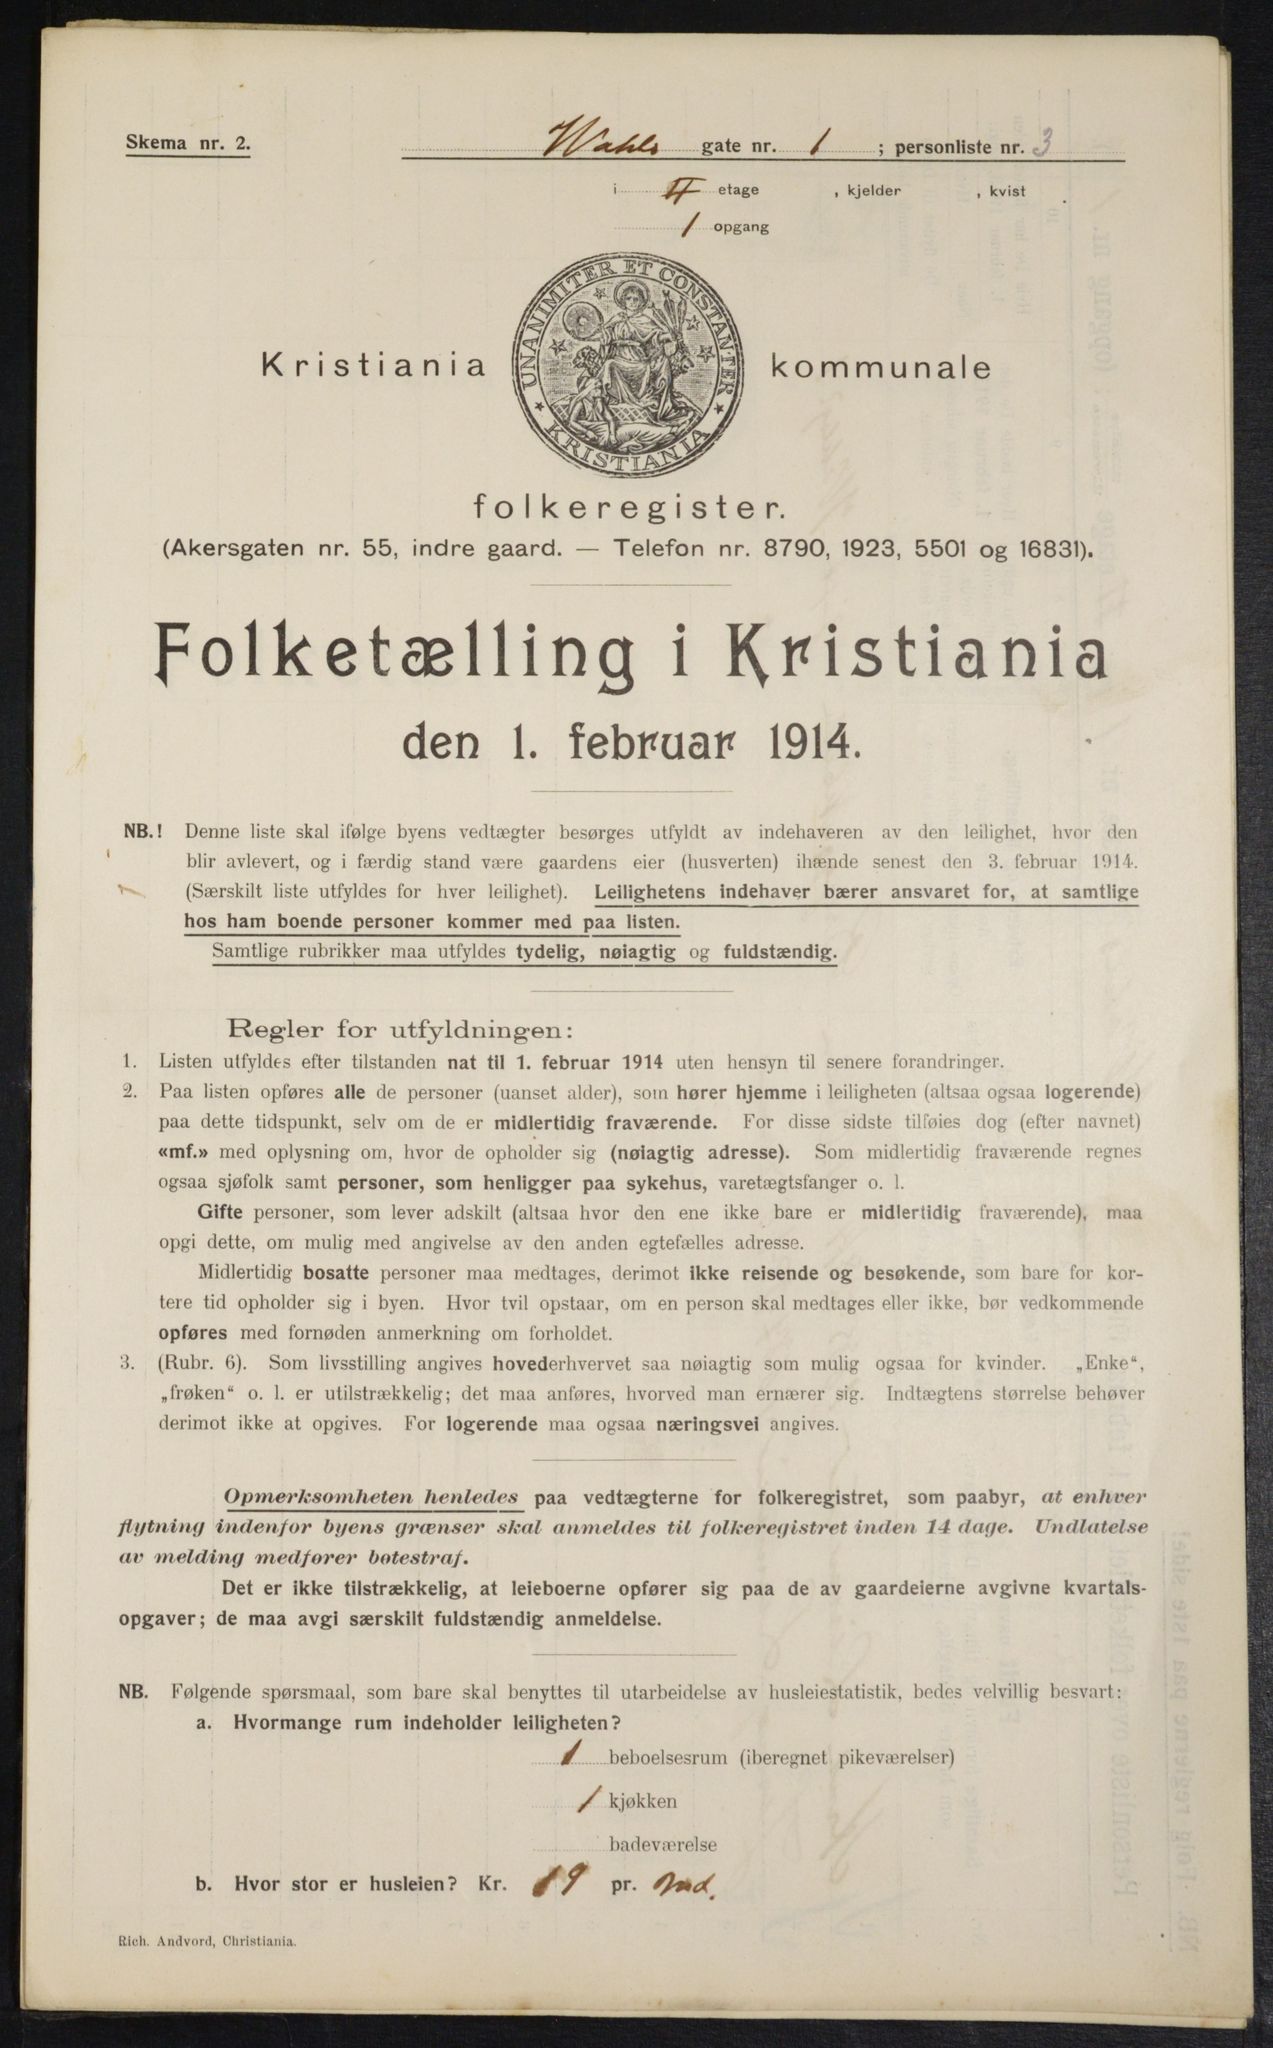 Skema nr. 2.
Wahls gate nr. 1 ; personliste nr. 3
i II etage , kjelder , kvist
1 opgang
UNANIMITER ET CONSTANTER
KRISTIANIA
Kristiania kommunale
folkeregister.
(Akersgaten nr. 55, indre gaard. — Telefon nr. 8790, 1923, 5501 og 16831).
Folketælling i Kristiania
den 1. februar 1914.
NB.! Denne liste skal ifølge byens vedtægter besørges utfyldt av indehaveren av den leilighet, hvor den
blir avlevert, og i færdig stand være gaardens eier (husverten) ihænde senest den 3. februar 1914.
(Særskilt liste utfyldes for hver leilighet). Leilighetens indehaver bærer ansvaret for, at samtlige
hos ham boende personer kommer med paa listen.
Samtlige rubrikker maa utfyldes tydelig, nøiagtig og fuldstændig.
Regler for utfyldningen:
1. Listen utfyldes efter tilstanden nat til 1. februar 1914 uten hensyn til senere forandringer.
2. Paa listen opføres alle de personer (uanset alder), som hører hjemme i leiligheten (altsaa ogsaa logerende)
paa dette tidspunkt, selv om de er midlertidig fraværende. For disse sidste tilføies dog (efter navnet)
«mf.» med oplysning om, hvor de opholder sig (nøiagtig adresse). Som midlertidig fraværende regnes
ogsaa sjøfolk samt personer, som henligger paa sykehus, varetægtsfanger o. l.
Gifte personer, som lever adskilt (altsaa hvor den ene ikke bare er midlertidig fraværende), maa
opgi dette, om mulig med angivelse av den anden egtefælles adresse.
Midlertidig bosatte personer maa medtages, derimot ikke reisende og besøkende, som bare for kor-
tere tid opholder sig i byen. Hvor tvil opstaar, om en person skal medtages eller ikke, bør vedkommende
opføres med fornøden anmerkning om forholdet.
3. (Rubr. 6). Som livsstilling angives hovederhvervet saa nøiagtig som mulig ogsaa for kvinder. „Enke“,
„frøken“ o. l. er utilstrækkelig; det maa anføres, hvorved man ernærer sig. Indtægtens størrelse behøver
derimot ikke at opgives. For logerende maa ogsaa næringsvei angives.
Opmerksomheten henledes paa vedtægterne for folkeregistret, som paabyr, at enhver
flytning indenfor byens grænser skal anmeldes til folkeregistret inden 14 dage. Undlatelse
av melding medfører bøtestraf.
Det er ikke tilstrækkelig, at leieboerne opfører sig paa de av gaardeierne avgivne kvartals-
opgaver; de maa avgi særskilt fuldstændig anmeldelse.
NB. Følgende spørsmaal, som bare skal benyttes til utarbeidelse av husleiestatistik, bedes velvillig besvart:
a. Hvormange rum indeholder leiligheten?
1 beboelsesrum (iberegnet pikeværelser)
1 kjøkken
badeværelse
b. Hvor stor er husleien? Kr. 19 pr. Md.
Rich. Andvord, Christiania.